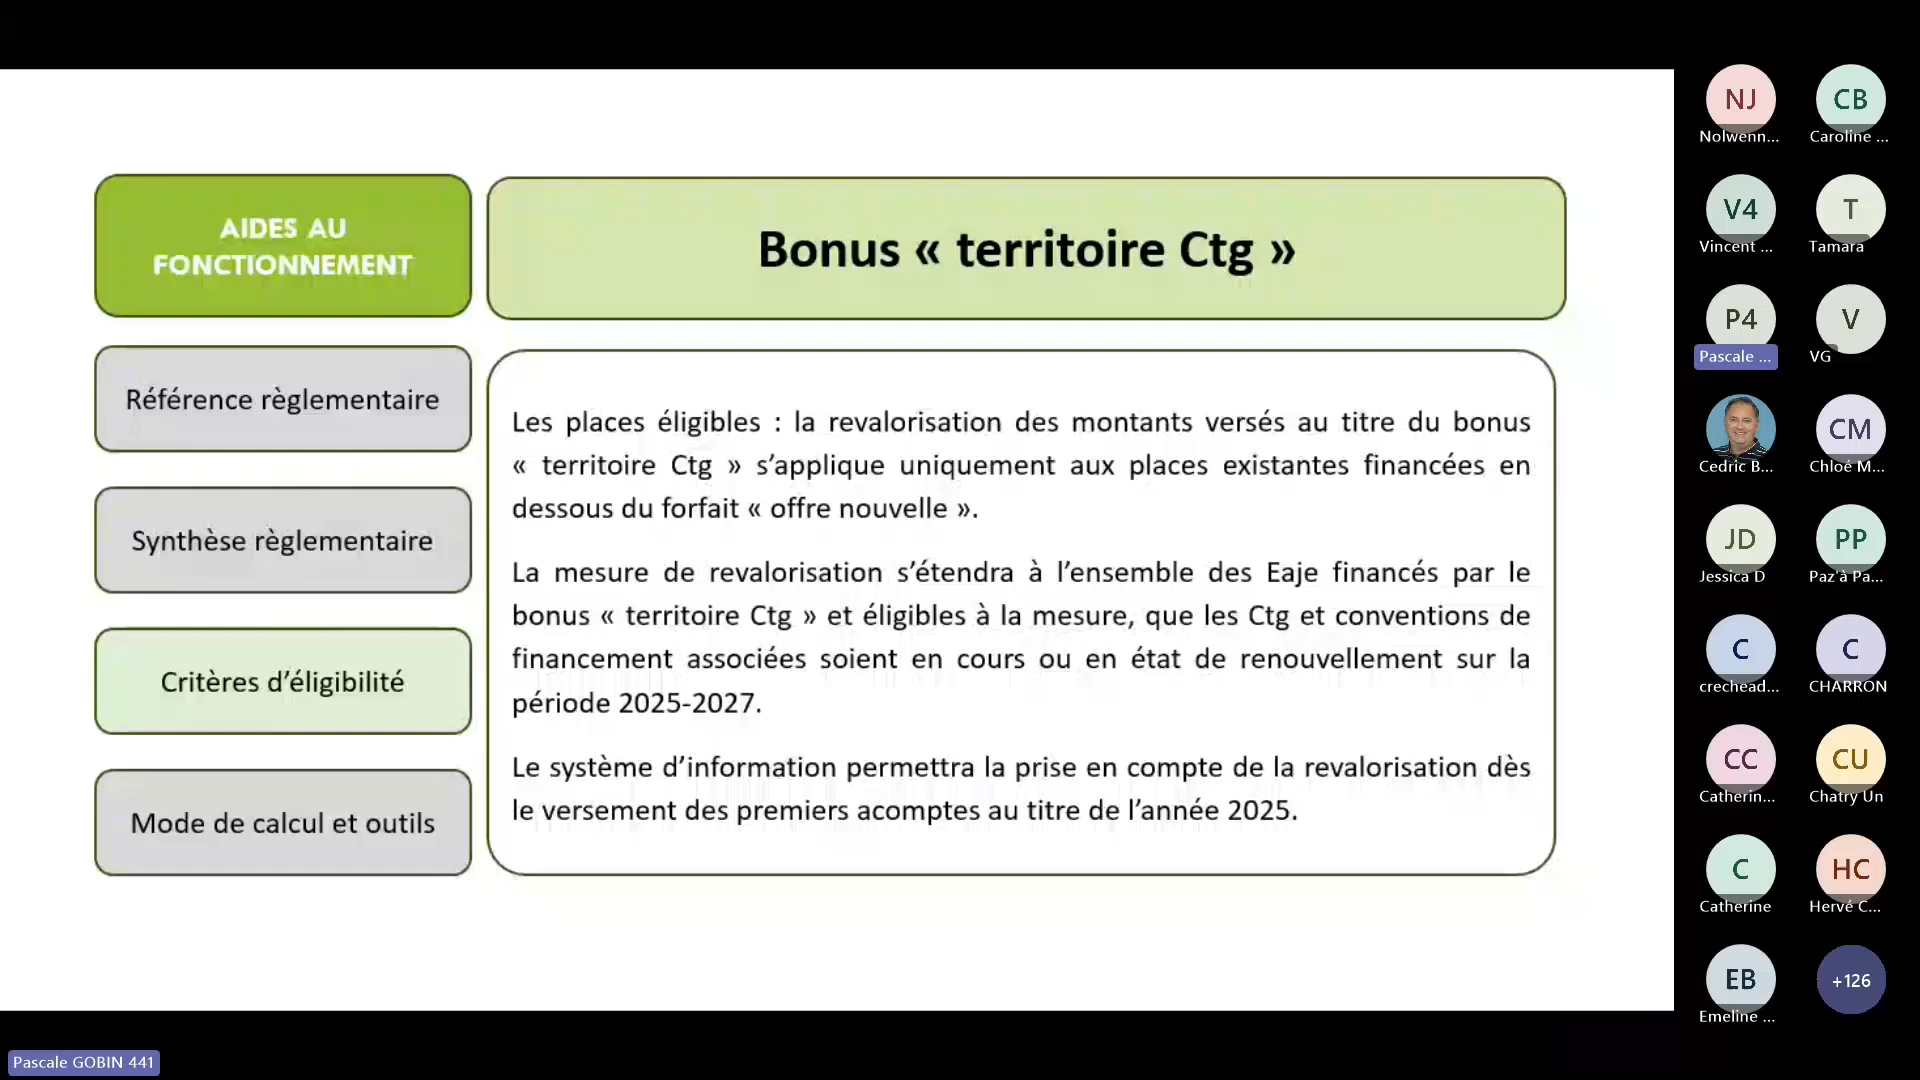 AIDES AU
FONCTIONNEMENT
Bonus « territoire Ctg »
Référence règlementaire
Synthèse règlementaire
Critères d’éligibilité
Mode de calcul et outils
Les places éligibles : la revalorisation des montants versés au titre du bonus
« territoire Ctg » s’applique uniquement aux places existantes financées en
dessous du forfait « offre nouvelle ».
La mesure de revalorisation s’étendra à l’ensemble des Eaje financés par le
bonus « territoire Ctg » et éligibles à la mesure, que les Ctg et conventions de
financement associées soient en cours ou en état de renouvellement sur la
période 2025-2027.
Le système d’information permettra la prise en compte de la revalorisation dès
le versement des premiers acomptes au titre de l’année 2025.
NJ
Nolwenn...
CB
Caroline ...
V4
Vincent ...
T
Tamara
P4
Pascale ...
V
VG
Cedric B...
CM
Chloé M...
JD
Jessica D
PP
Paz'à Pa...
C
crechead...
C
CHARRON
CC
Catherin...
CU
Chatry Un
C
Catherine
HC
Hervé C...
EB
Emeline ...
+126
Pascale GOBIN 441